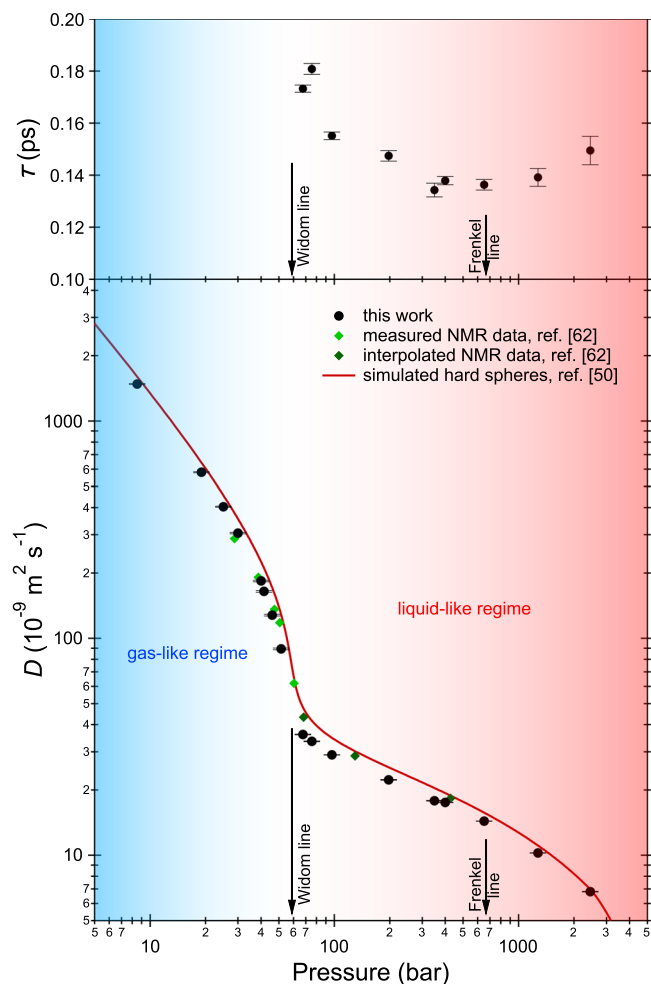 0.20
0.18
0.16
0.14
0.12
0.10
τ (ps)
Widom line
Frenkel
line
4
3
2
1000
7
6
5
4
3
2
100
7
6
5
4
3
2
10
7
6
5
D (10⁻⁹ m² s⁻¹)
this work
measured NMR data, ref. [62]
interpolated NMR data, ref. [62]
simulated hard spheres, ref. [50]
liquid-like regime
gas-like regime
Widom line
Frenkel
line
5 6 7 10 2 3 4 5 6 7 100 2 3 4 5 6 7 1000 2 3 4 5
Pressure (bar)